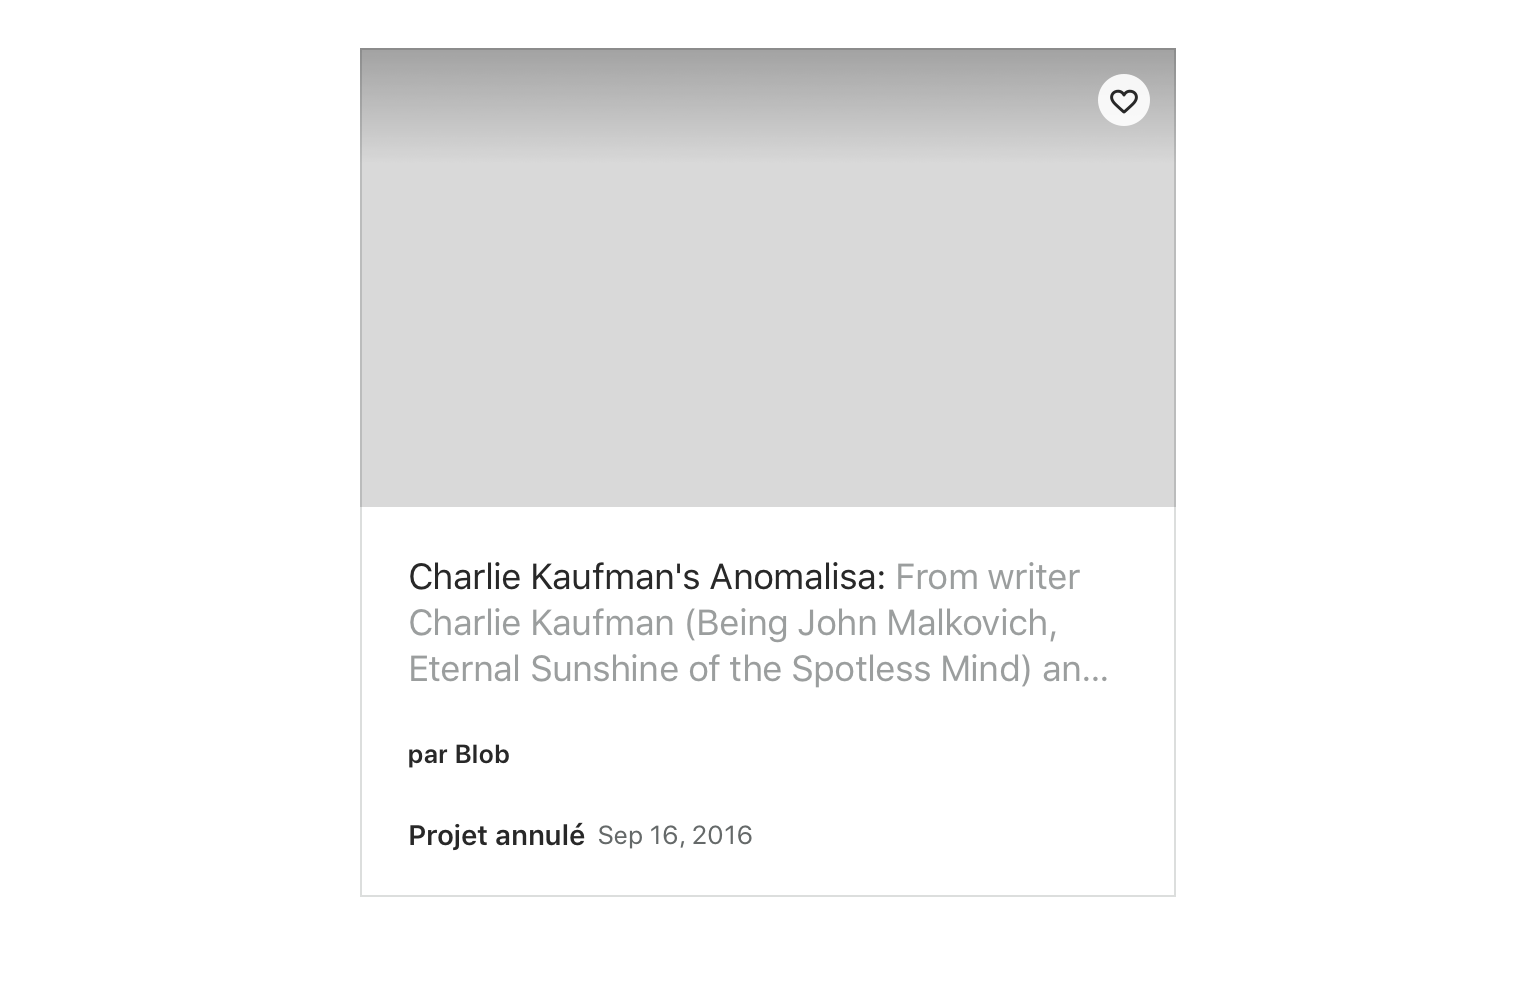 Charlie Kaufman's Anomalisa: From writer
Charlie Kaufman (Being John Malkovich,
Eternal Sunshine of the Spotless Mind) an...
par Blob
Projet annulé Sep 16, 2016